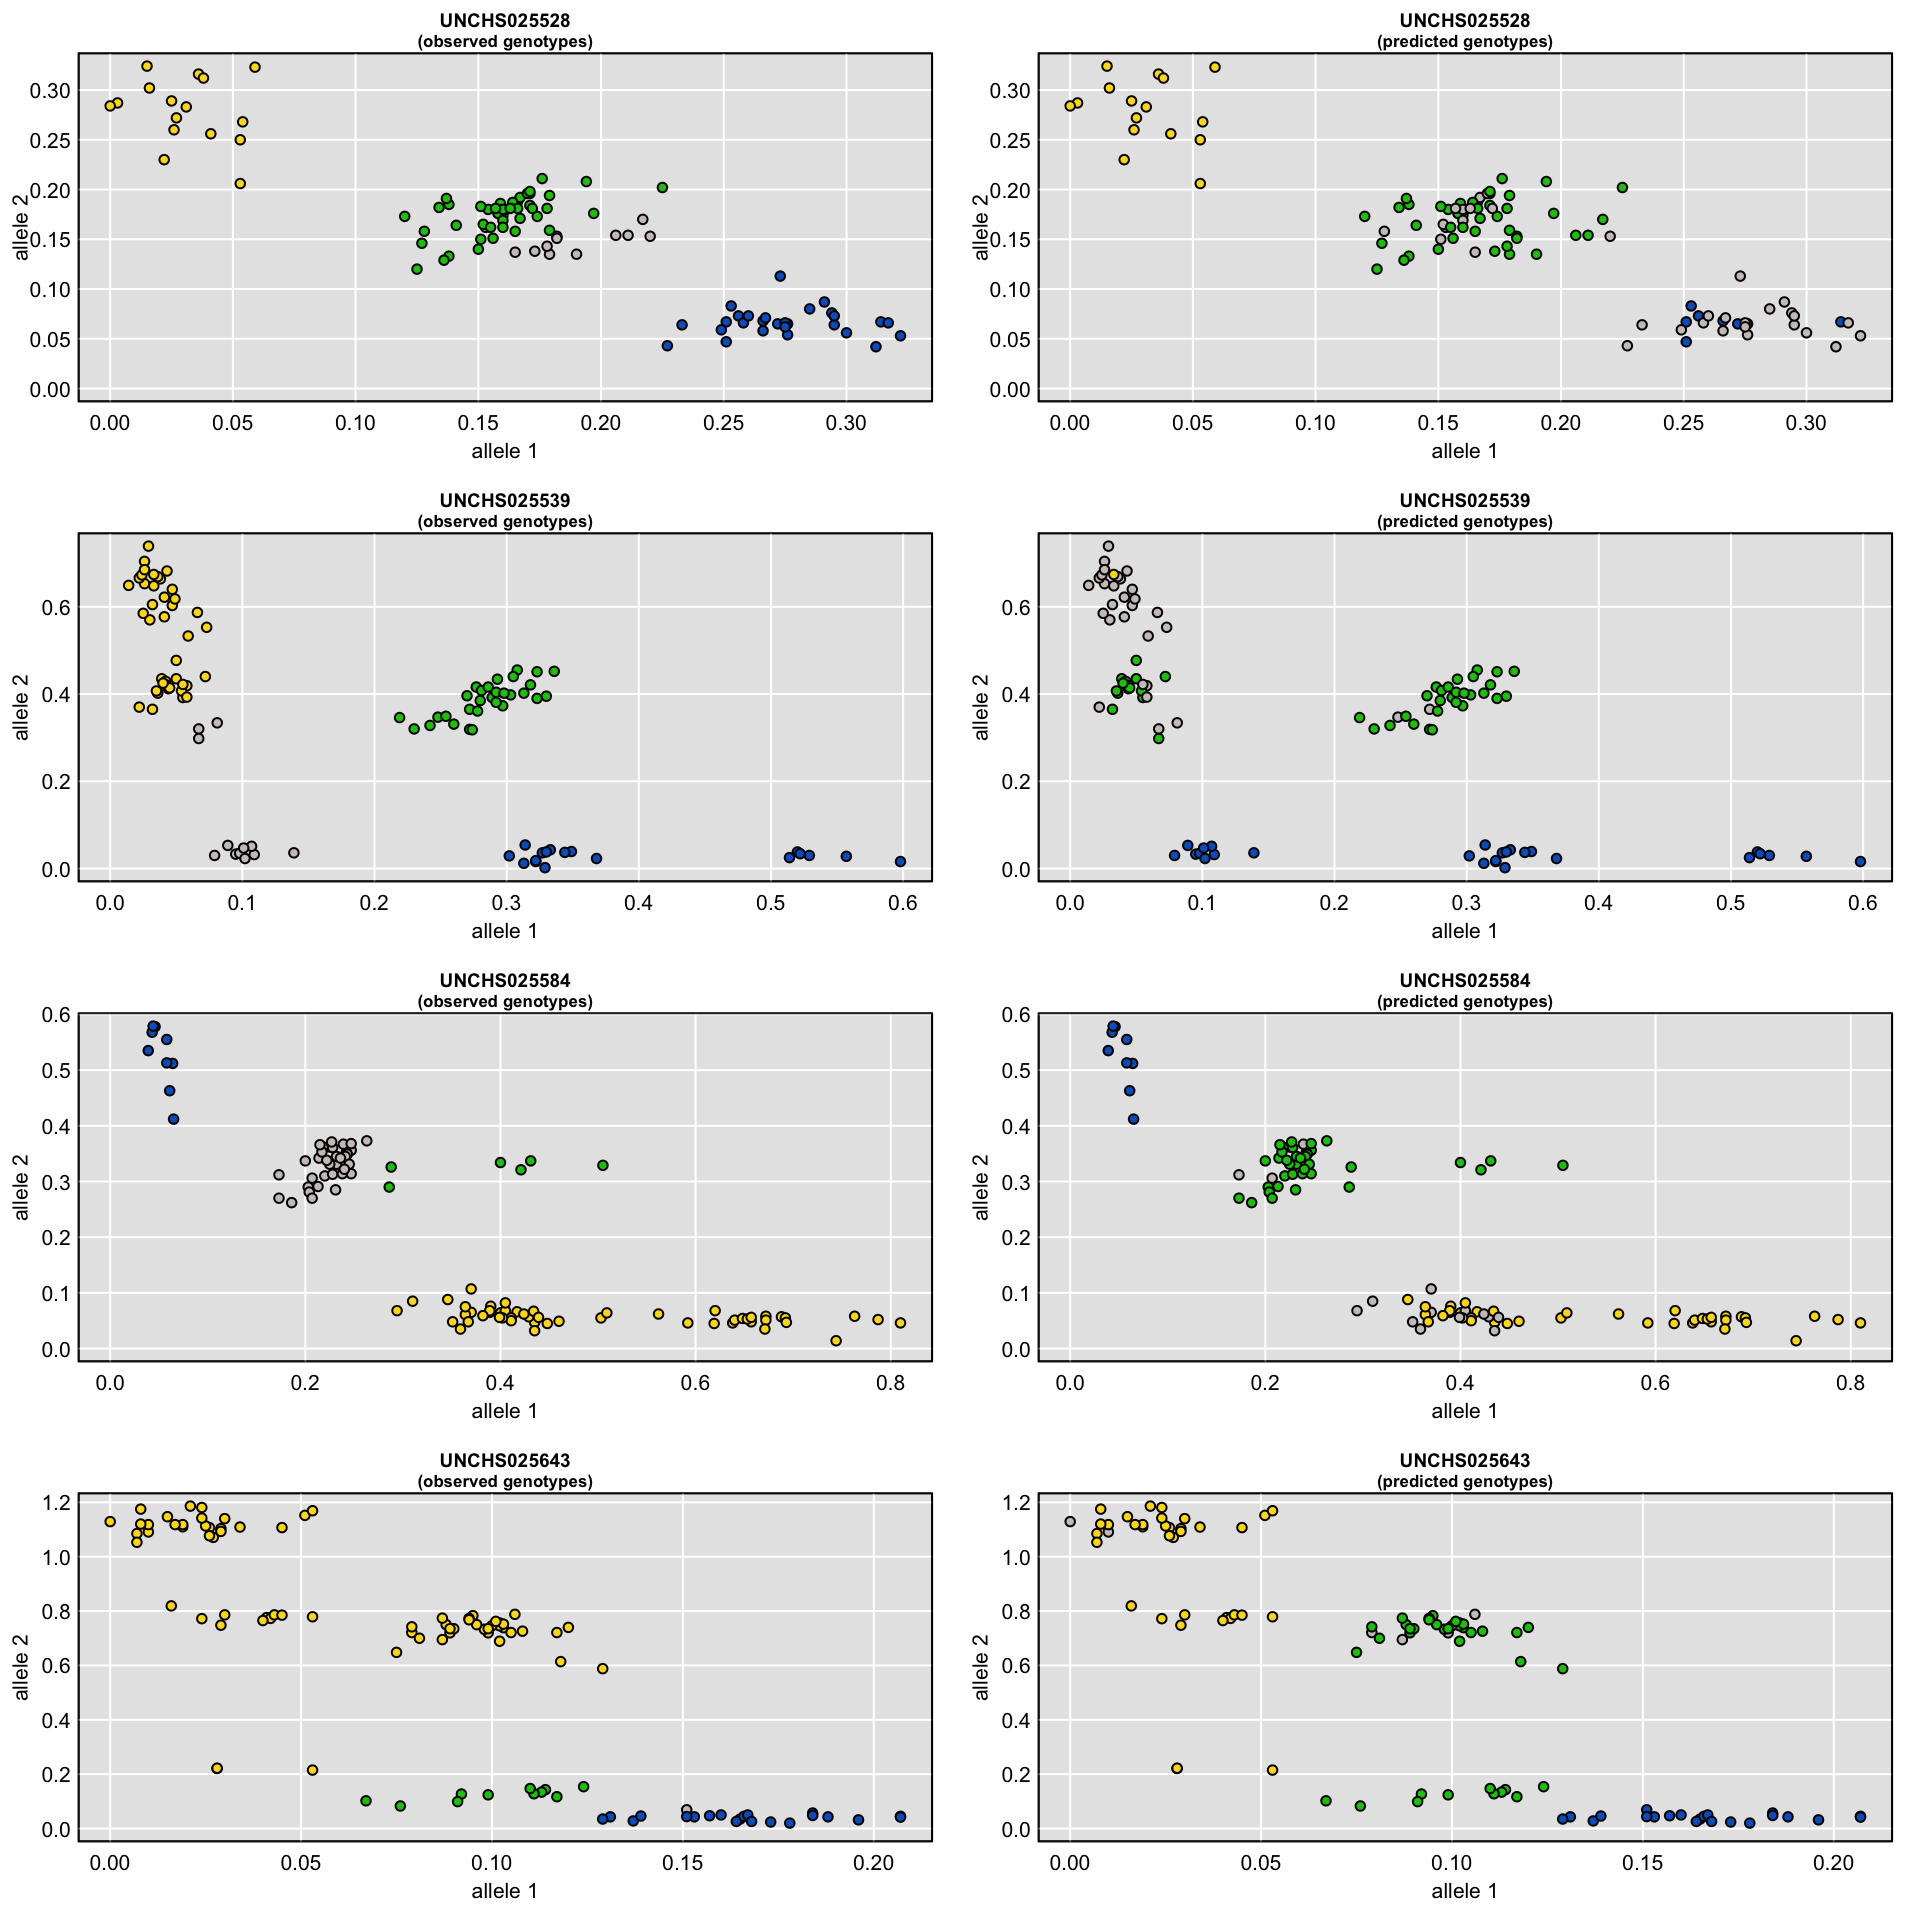 UNCHS025528
(observed genotypes)
allele 2
0.30
0.25
0.20
0.15
0.10
0.05
0.00
0.00 0.05 0.10 0.15 0.20 0.25 0.30
allele 1
UNCHS025528
(predicted genotypes)
allele 2
0.30
0.25
0.20
0.15
0.10
0.05
0.00
0.00 0.05 0.10 0.15 0.20 0.25 0.30
allele 1
UNCHS025539
(observed genotypes)
allele 2
0.6
0.4
0.2
0.0
0.0 0.1 0.2 0.3 0.4 0.5 0.6
allele 1
UNCHS025539
(predicted genotypes)
allele 2
0.6
0.4
0.2
0.0
0.0 0.1 0.2 0.3 0.4 0.5 0.6
allele 1
UNCHS025584
(observed genotypes)
allele 2
0.6
0.5
0.4
0.3
0.2
0.1
0.0
0.0 0.2 0.4 0.6 0.8
allele 1
UNCHS025584
(predicted genotypes)
allele 2
0.6
0.5
0.4
0.3
0.2
0.1
0.0
0.0 0.2 0.4 0.6 0.8
allele 1
UNCHS025643
(observed genotypes)
allele 2
1.2
1.0
0.8
0.6
0.4
0.2
0.0
0.00 0.05 0.10 0.15 0.20
allele 1
UNCHS025643
(predicted genotypes)
allele 2
1.2
1.0
0.8
0.6
0.4
0.2
0.0
0.00 0.05 0.10 0.15 0.20
allele 1